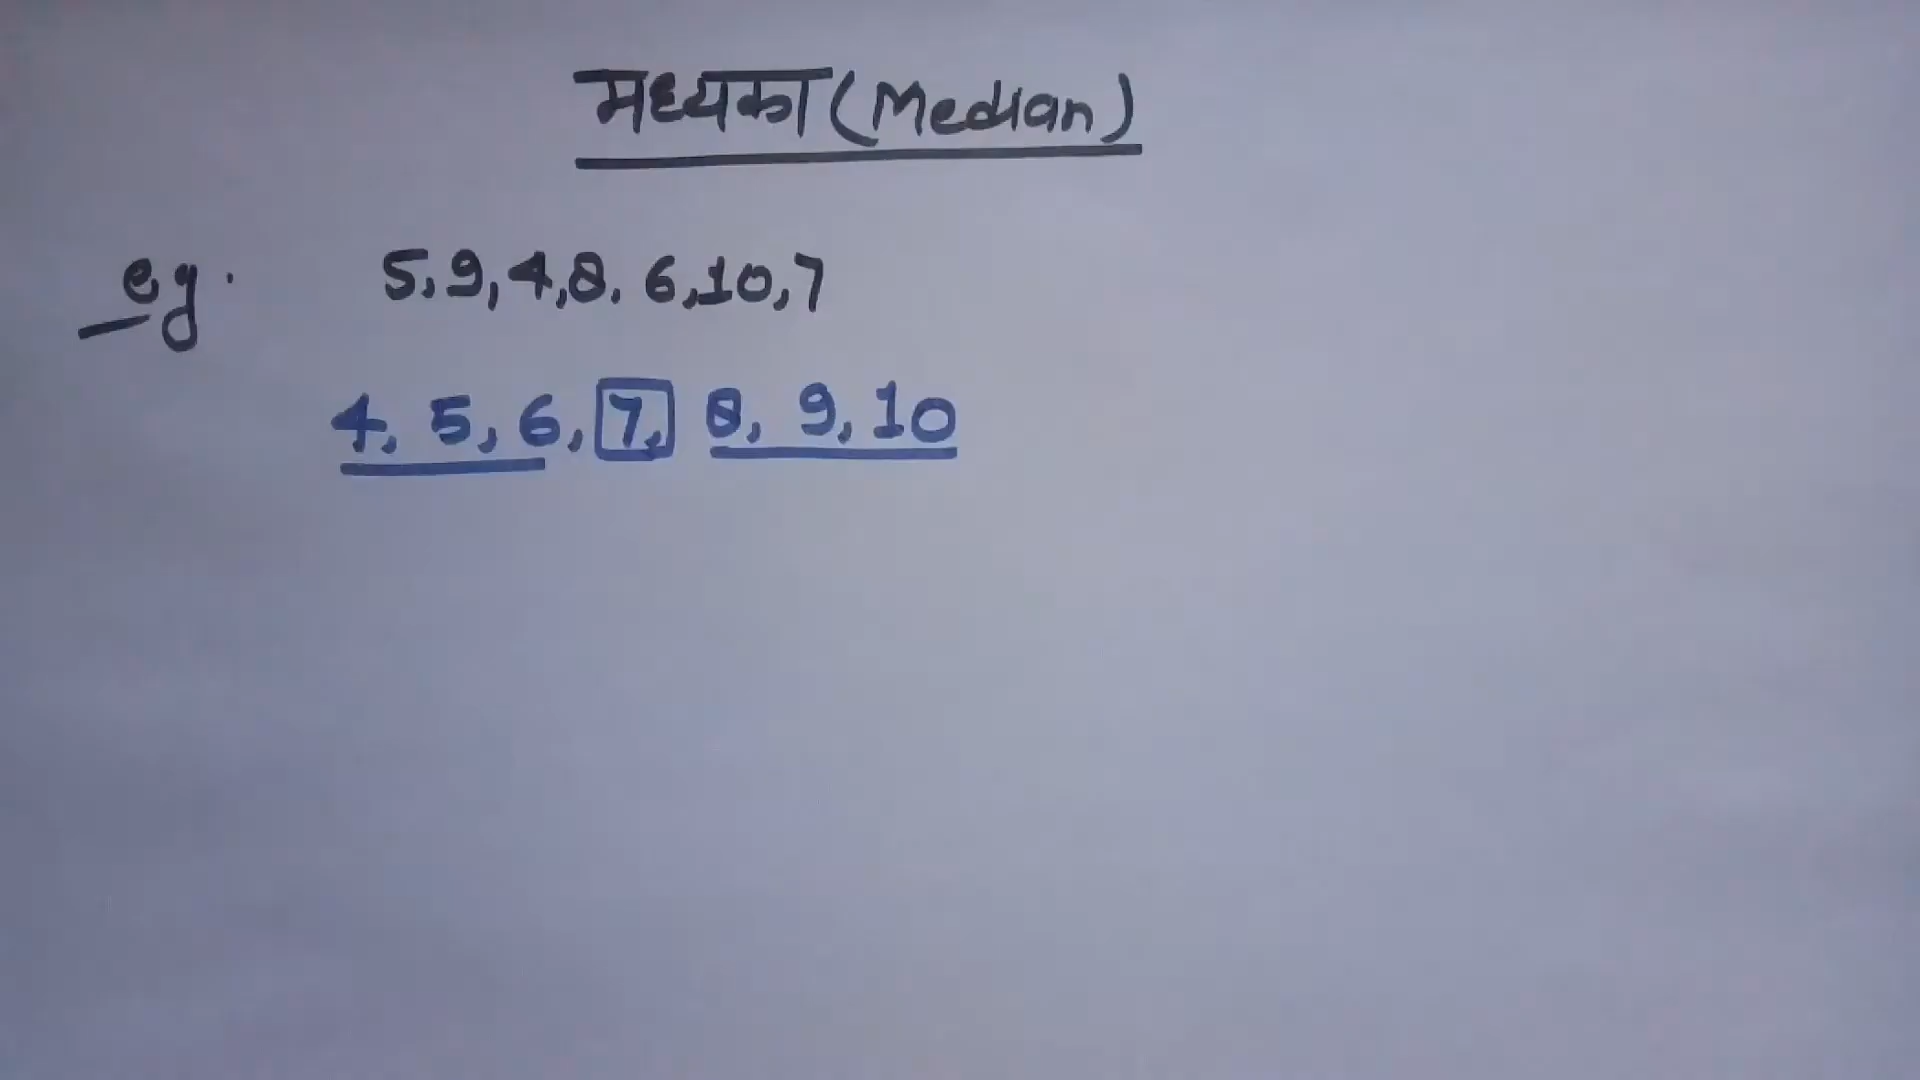 मध्यका (Median)
eg. 5, 9, 4, 8, 6, 10, 7
4, 5, 6, 7, 8, 9, 10